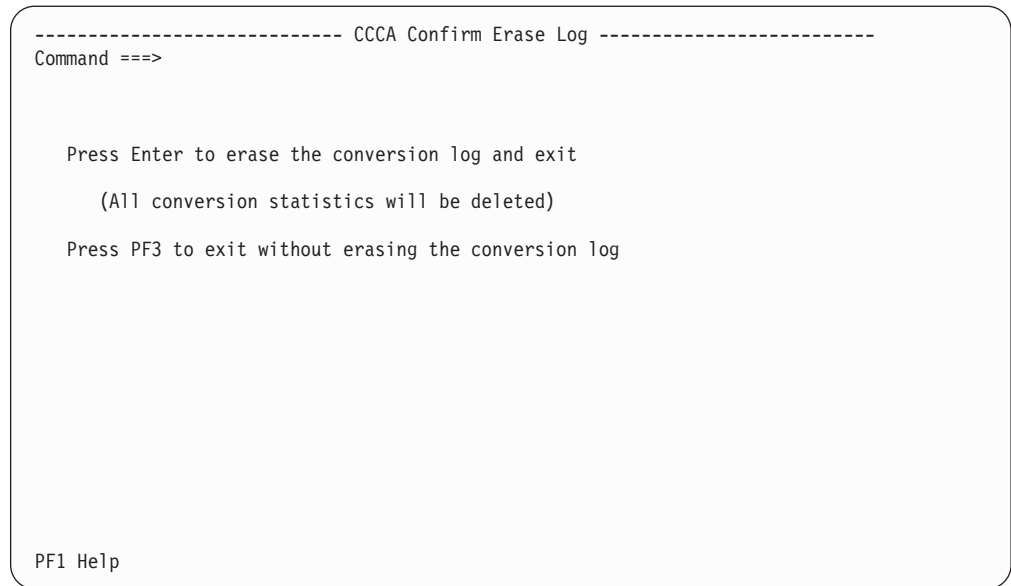 ----------------------------- CCCA Confirm Erase Log --------------------------
Command ===>
Press Enter to erase the conversion log and exit
(All conversion statistics will be deleted)
Press PF3 to exit without erasing the conversion log
PF1 Help